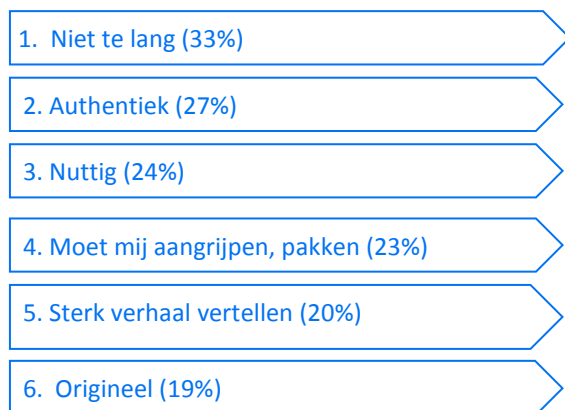 1. Niet te lang (33%)
2. Authentiek (27%)
3. Nuttig (24%)
4. Moet mij aangrijpen, pakken (23%)
5. Sterk verhaal vertellen (20%)
6. Origineel (19%)